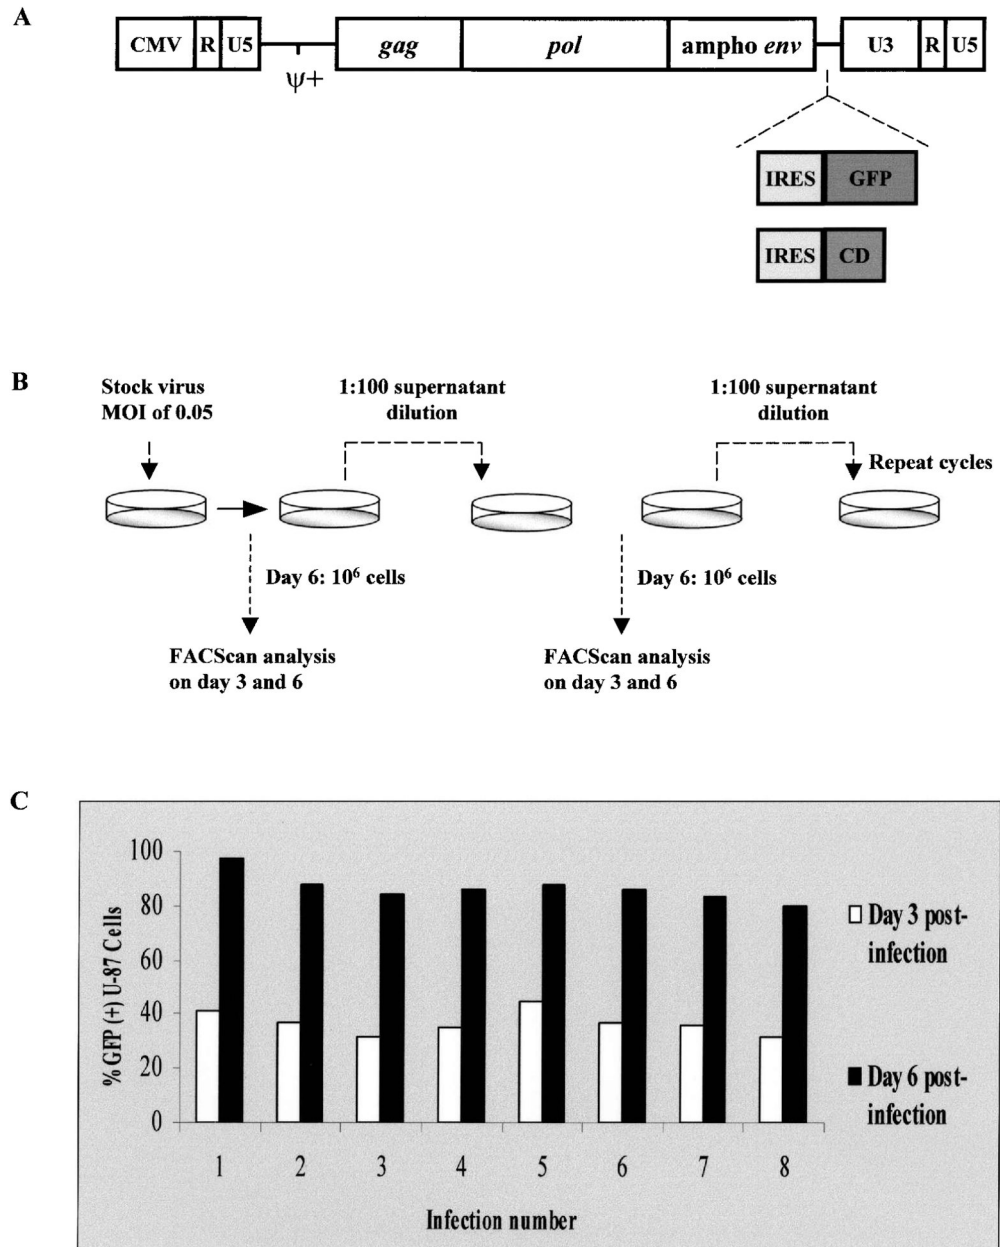 A
CMV R U5 gag pol ampho env U3 R U5
ψ+
IRES GFP
IRES CD
B
Stock virus
MOI of 0.05
1:100 supernatant
dilution
1:100 supernatant
dilution
Repeat cycles
Day 6: 10⁶ cells
Day 6: 10⁶ cells
FACScan analysis
on day 3 and 6
FACScan analysis
on day 3 and 6
C
% GFP (+) U-87 Cells
100
80
60
40
20
0
1 2 3 4 5 6 7 8
Infection number
Day 3 post-
infection
Day 6 post-
infection